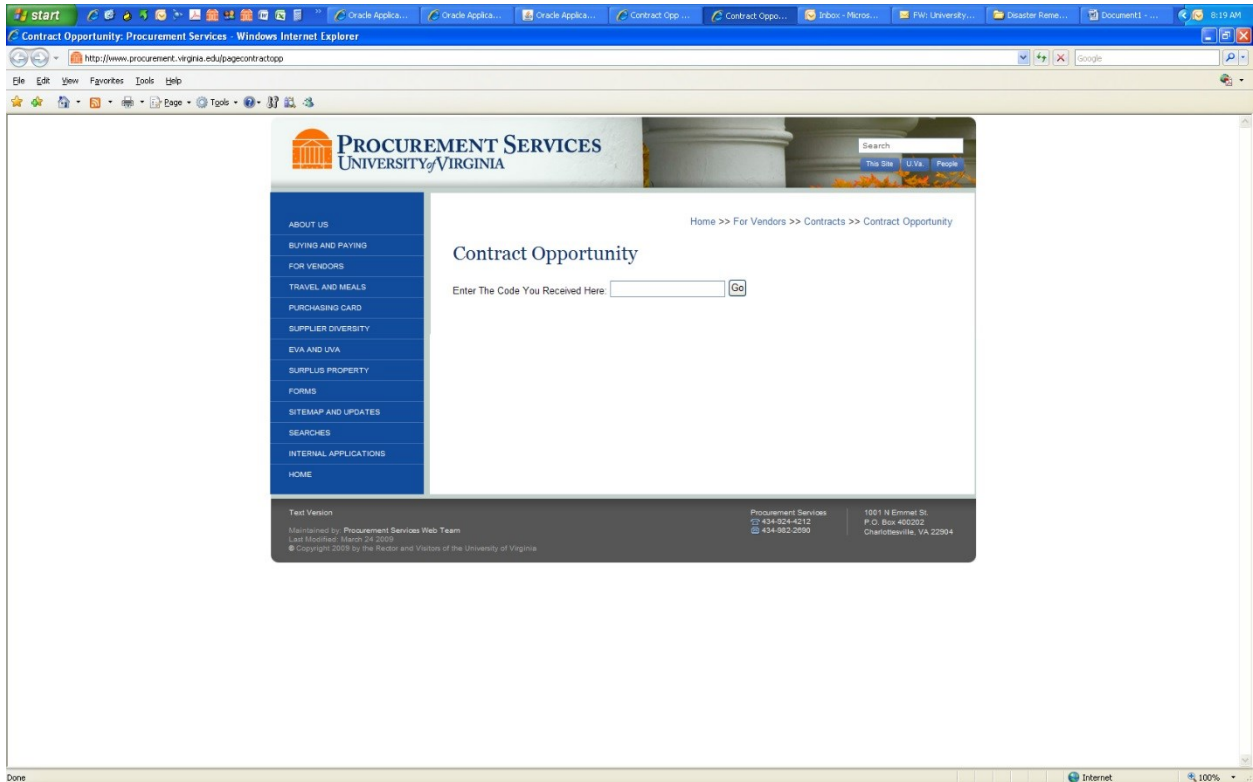 start
Oracle Applica...
Oracle Applica...
Oracle Applica...
Contract Opp ...
Contract Oppo...
Inbox - Micros...
FW: University...
Disaster Reme...
Document1 - ...
8:19 AM
Contract Opportunity: Procurement Services - Windows Internet Explorer
http://www.procurement.virginia.edu/pagecontractopp
Google
File Edit View Favorites Tools Help
Page Tools
PROCUREMENT SERVICES
UNIVERSITY of VIRGINIA
Search
This Site U.Va. People
Home >> For Vendors >> Contracts >> Contract Opportunity
ABOUT US
BUYING AND PAYING
FOR VENDORS
TRAVEL AND MEALS
PURCHASING CARD
SUPPLIER DIVERSITY
EVA AND UVA
SURPLUS PROPERTY
FORMS
SITEMAP AND UPDATES
SEARCHES
INTERNAL APPLICATIONS
HOME
Contract Opportunity
Enter The Code You Received Here: Go
Text Version
Maintained by: Procurement Services Web Team
Last Modified: March 24 2009
© Copyright 2009 by the Rector and Visitors of the University of Virginia
Procurement Services
434-924-4212
434-982-2690
1001 N Emmet St.
P.O. Box 400202
Charlottesville, VA 22904
Done
Internet
100%